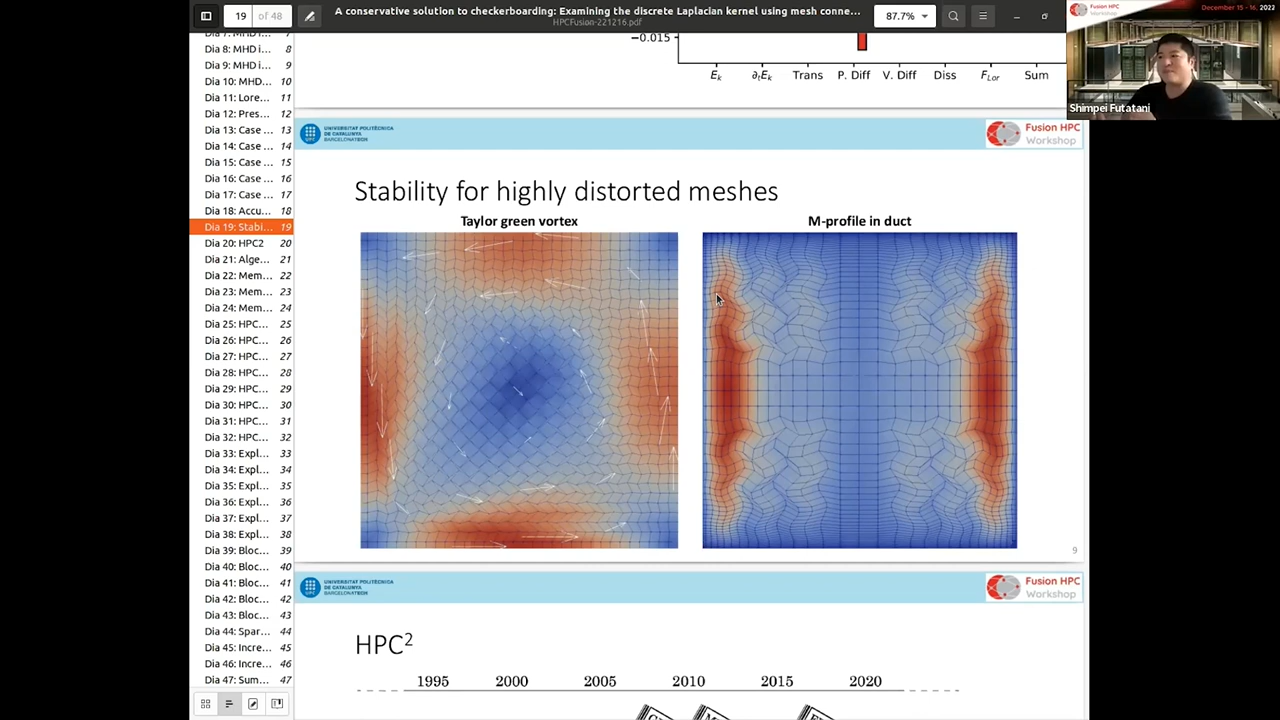 19 of 48
A conservative solution to checkerboarding: Examining the discrete Laplacian kernel using mesh con...
HPCFusion-221216.pdf
87.7%
Fusion HPC
Workshop
December 15 - 16, 2022
Shimpei Futatani
Dia 7: MHD i... 7
Dia 8: MHD i... 8
Dia 9: MHD i... 9
Dia 10: MHD... 10
Dia 11: Lore... 11
Dia 12: Pres... 12
Dia 13: Case ... 13
Dia 14: Case ... 14
Dia 15: Case ... 15
Dia 16: Case ... 16
Dia 17: Case ... 17
Dia 18: Accu... 18
Dia 19: Stabi... 19
Dia 20: HPC2 20
Dia 21: Alge... 21
Dia 22: Mem... 22
Dia 23: Mem... 23
Dia 24: Mem... 24
Dia 25: HPC... 25
Dia 26: HPC... 26
Dia 27: HPC... 27
Dia 28: HPC... 28
Dia 29: HPC... 29
Dia 30: HPC... 30
Dia 31: HPC... 31
Dia 32: HPC... 32
Dia 33: Expl... 33
Dia 34: Expl... 34
Dia 35: Expl... 35
Dia 36: Expl... 36
Dia 37: Expl... 37
Dia 38: Expl... 38
Dia 39: Bloc... 39
Dia 40: Bloc... 40
Dia 41: Bloc... 41
Dia 42: Bloc... 42
Dia 43: Bloc... 43
Dia 44: Spar... 44
Dia 45: Incre... 45
Dia 46: Incre... 46
Dia 47: Sum... 47
−0.015
Eₖ ∂ₜEₖ Trans P. Diff V. Diff Diss F_Lor Sum
UNIVERSITAT POLITÈCNICA
DE CATALUNYA
BARCELONATECH
Fusion HPC
Workshop
Stability for highly distorted meshes
Taylor green vortex
M-profile in duct
9
UNIVERSITAT POLITÈCNICA
DE CATALUNYA
BARCELONATECH
Fusion HPC
Workshop
HPC²
1995 2000 2005 2010 2015 2020